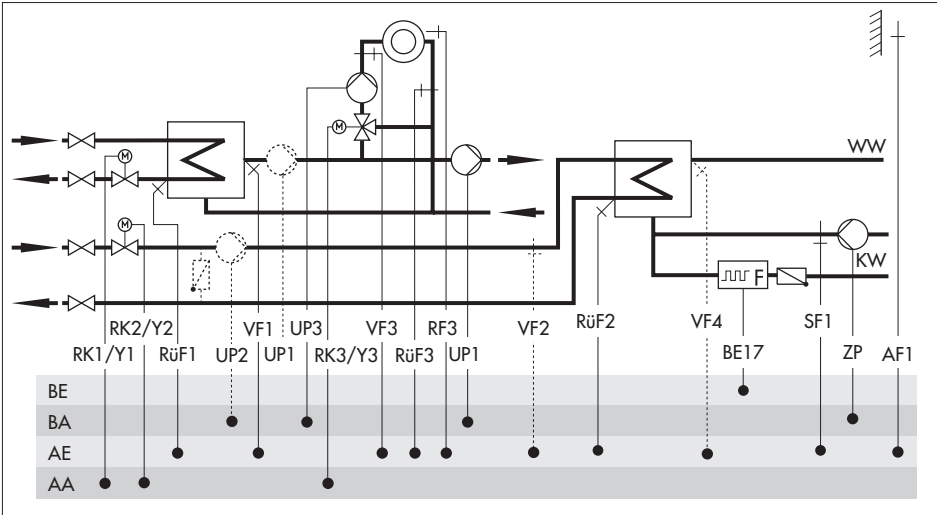 M
M
M
WW
KW
F
RK2/Y2 VF1 UP3 VF3 RF3 VF2 RüF2 VF4 SF1
RK1/Y1 RüF1 UP2 UP1 RK3/Y3 RüF3 UP1 BE17 ZP AF1
BE
BA
AE
AA